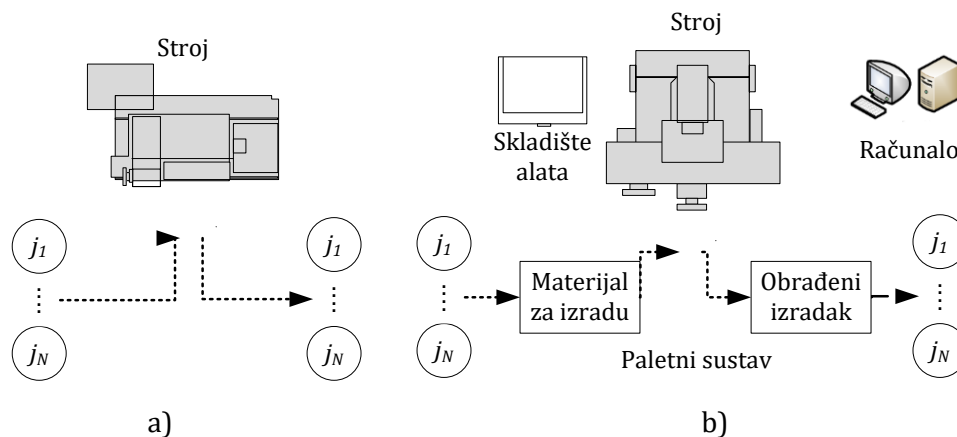 Stroj
j1
jN
j1
jN
a)
Stroj
Skladište
alata
Računalo
j1
jN
Materijal
za izradu
Obrađeni
izradak
j1
jN
Paletni sustav
b)